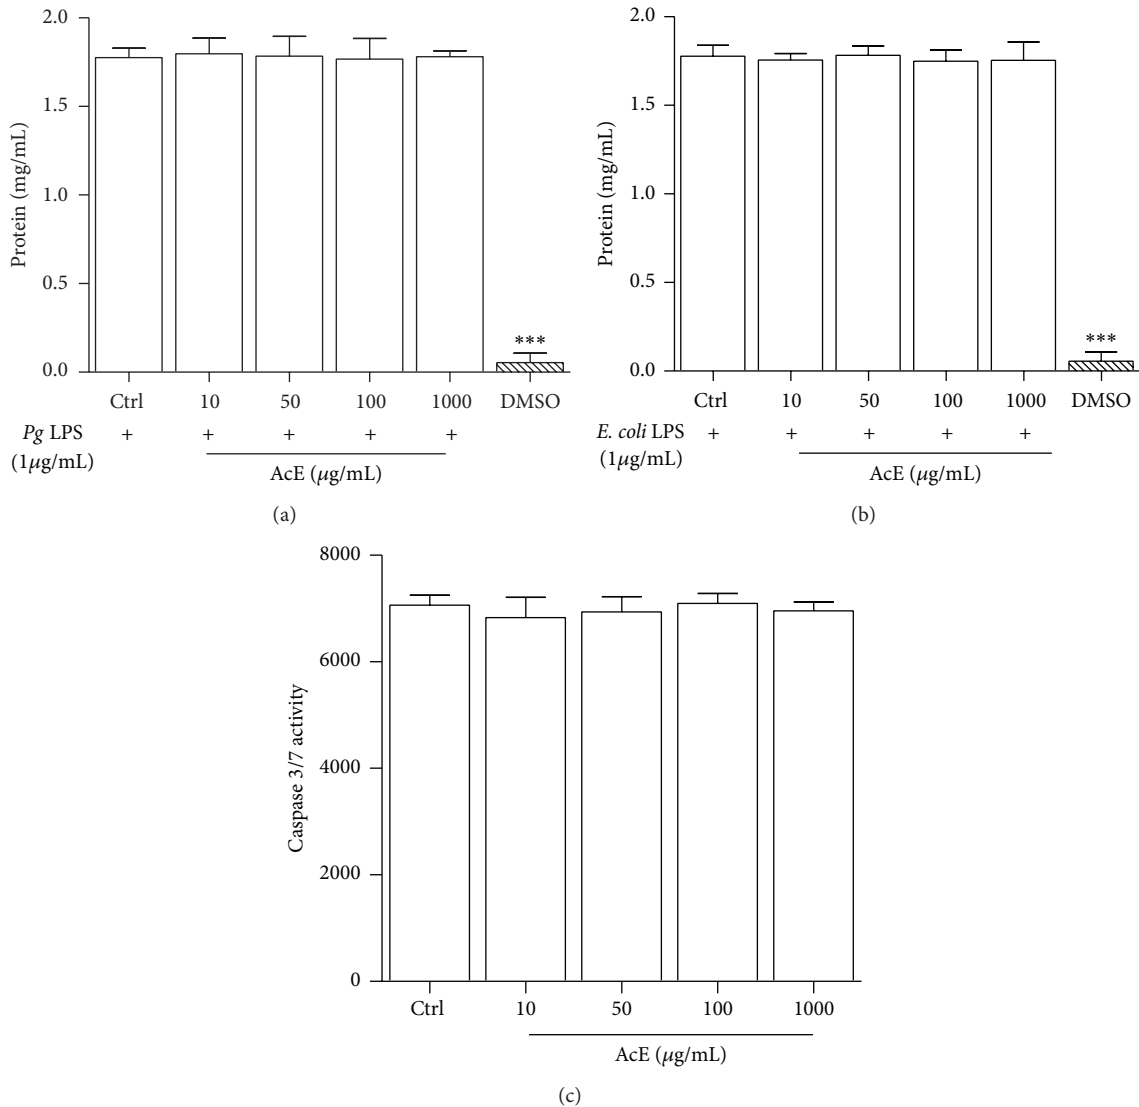 2.0
1.5
1.0
0.5
0.0
Protein (mg/mL)
***
Ctrl 10 50 100 1000 DMSO
Pg LPS + + + + +
(1μg/mL)
AcE (μg/mL)
(a)
2.0
1.5
1.0
0.5
0.0
Protein (mg/mL)
***
Ctrl 10 50 100 1000 DMSO
E. coli LPS + + + + +
(1μg/mL)
AcE (μg/mL)
(b)
8000
6000
4000
2000
0
Caspase 3/7 activity
Ctrl 10 50 100 1000
AcE (μg/mL)
(c)